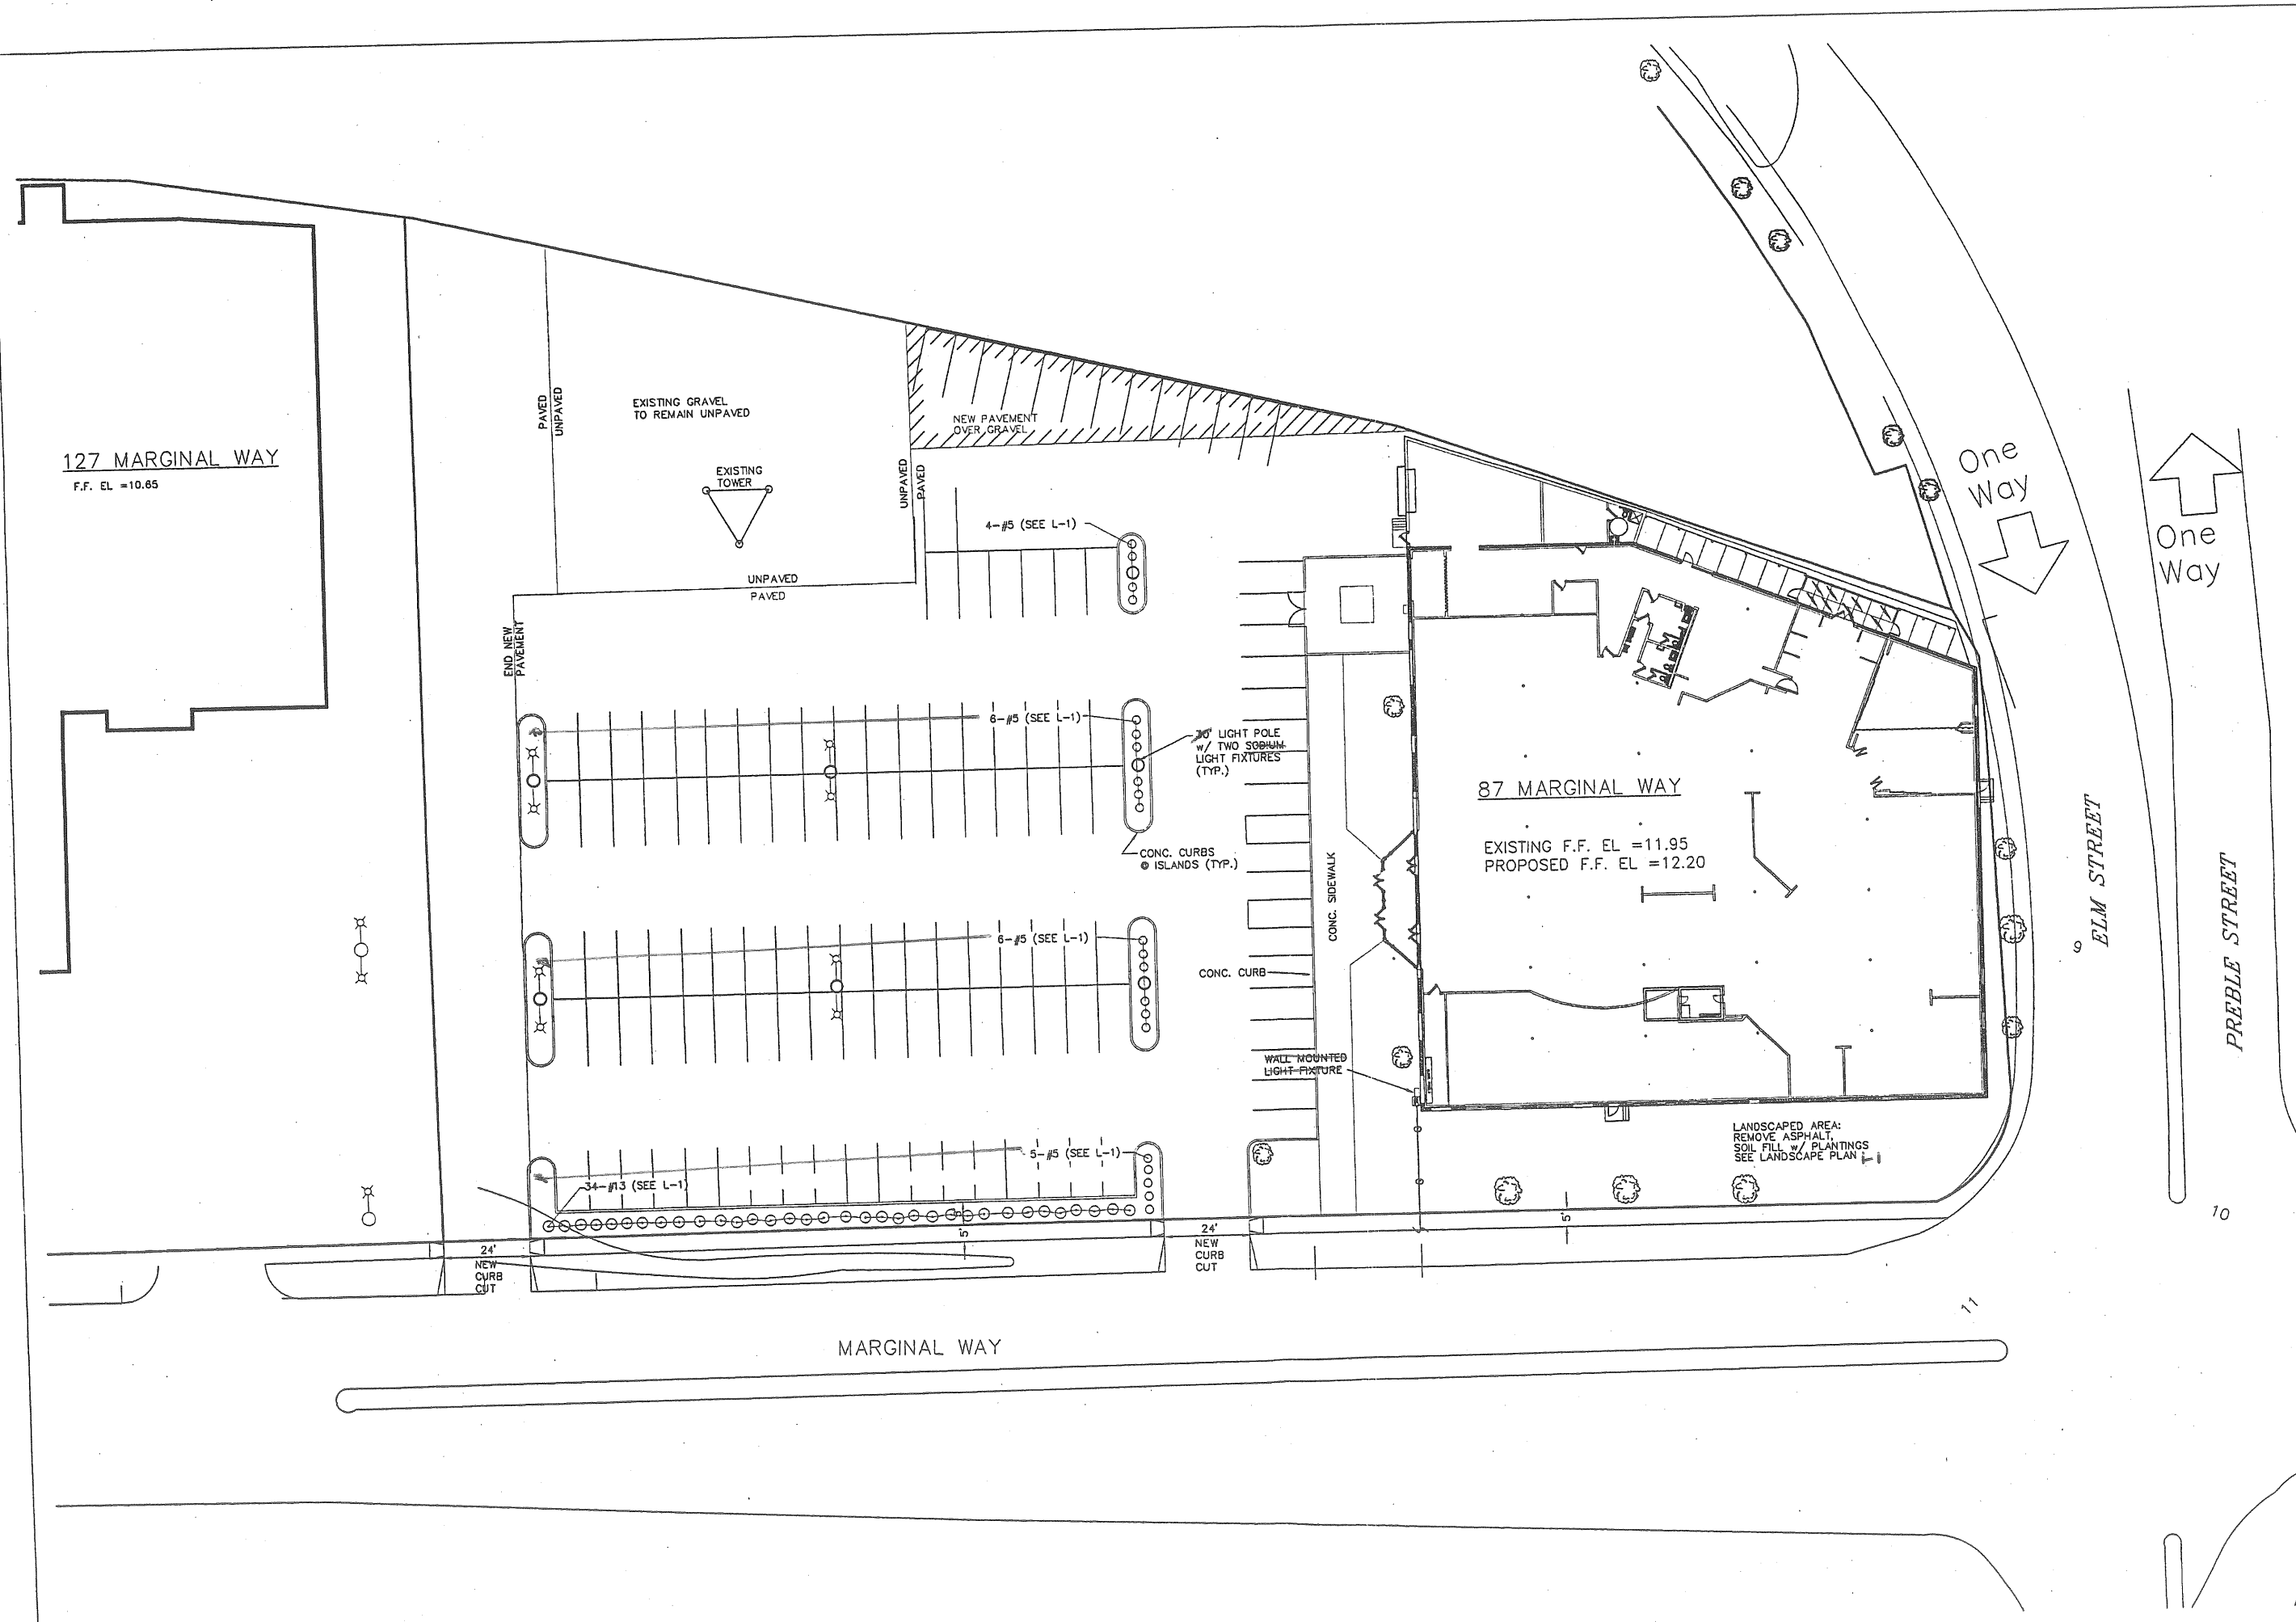 127 MARGINAL WAY
F.F. EL =10.65
PAVED
UNPAVED
EXISTING GRAVEL
TO REMAIN UNPAVED
EXISTING
TOWER
UNPAVED
PAVED
NEW PAVEMENT
OVER GRAVEL
UNPAVED
PAVED
END NEW
PAVEMENT
4-#5 (SEE L-1)
6-#5 (SEE L-1)
30' LIGHT POLE
w/ TWO SODIUM
LIGHT FIXTURES
(TYP.)
CONC. CURBS
@ ISLANDS (TYP.)
6-#5 (SEE L-1)
CONC. CURB
CONC. SIDEWALK
WALL MOUNTED
LIGHT FIXTURE
5-#5 (SEE L-1)
34-#13 (SEE L-1)
87 MARGINAL WAY
EXISTING F.F. EL =11.95
PROPOSED F.F. EL =12.20
LANDSCAPED AREA:
REMOVE ASPHALT,
SOIL FILL w/ PLANTINGS
SEE LANDSCAPE PLAN L-1
5'
5'
5'
24'
NEW
CURB
CUT
24'
NEW
CURB
CUT
MARGINAL WAY
One
Way
One
Way
ELM STREET
PREBLE STREET
9
10
11